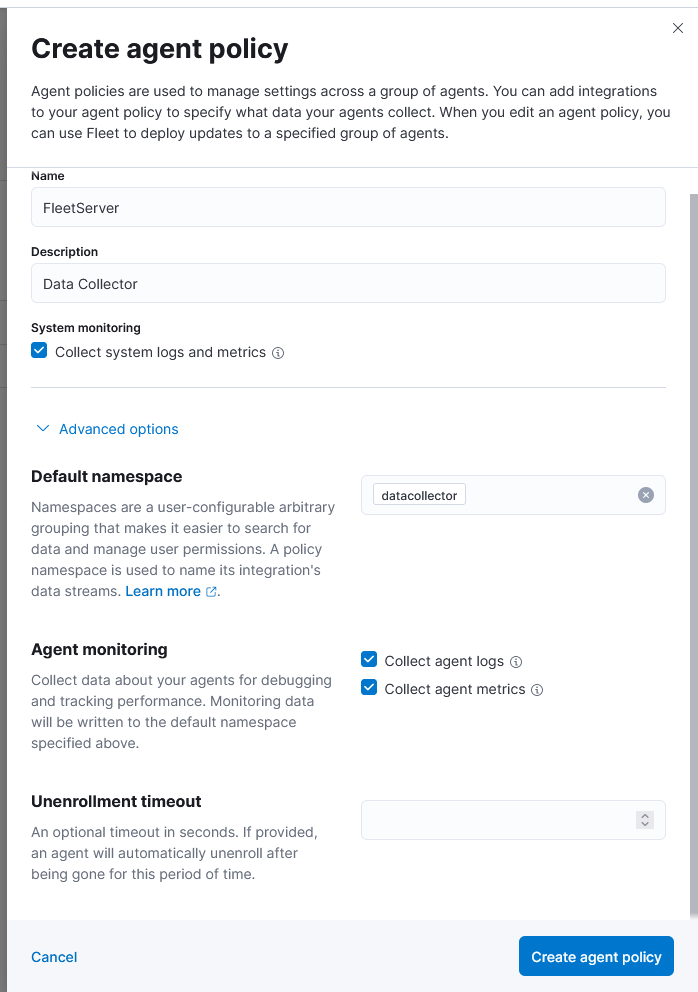 Create agent policy
Agent policies are used to manage settings across a group of agents. You can add integrations
to your agent policy to specify what data your agents collect. When you edit an agent policy, you
can use Fleet to deploy updates to a specified group of agents.
Name
FleetServer
Description
Data Collector
System monitoring
Collect system logs and metrics
Advanced options
Default namespace
Namespaces are a user-configurable arbitrary
grouping that makes it easier to search for
data and manage user permissions. A policy
namespace is used to name its integration's
data streams. Learn more.
datacollector
Agent monitoring
Collect data about your agents for debugging
and tracking performance. Monitoring data
will be written to the default namespace
specified above.
Collect agent logs
Collect agent metrics
Unenrollment timeout
An optional timeout in seconds. If provided,
an agent will automatically unenroll after
being gone for this period of time.
Cancel
Create agent policy